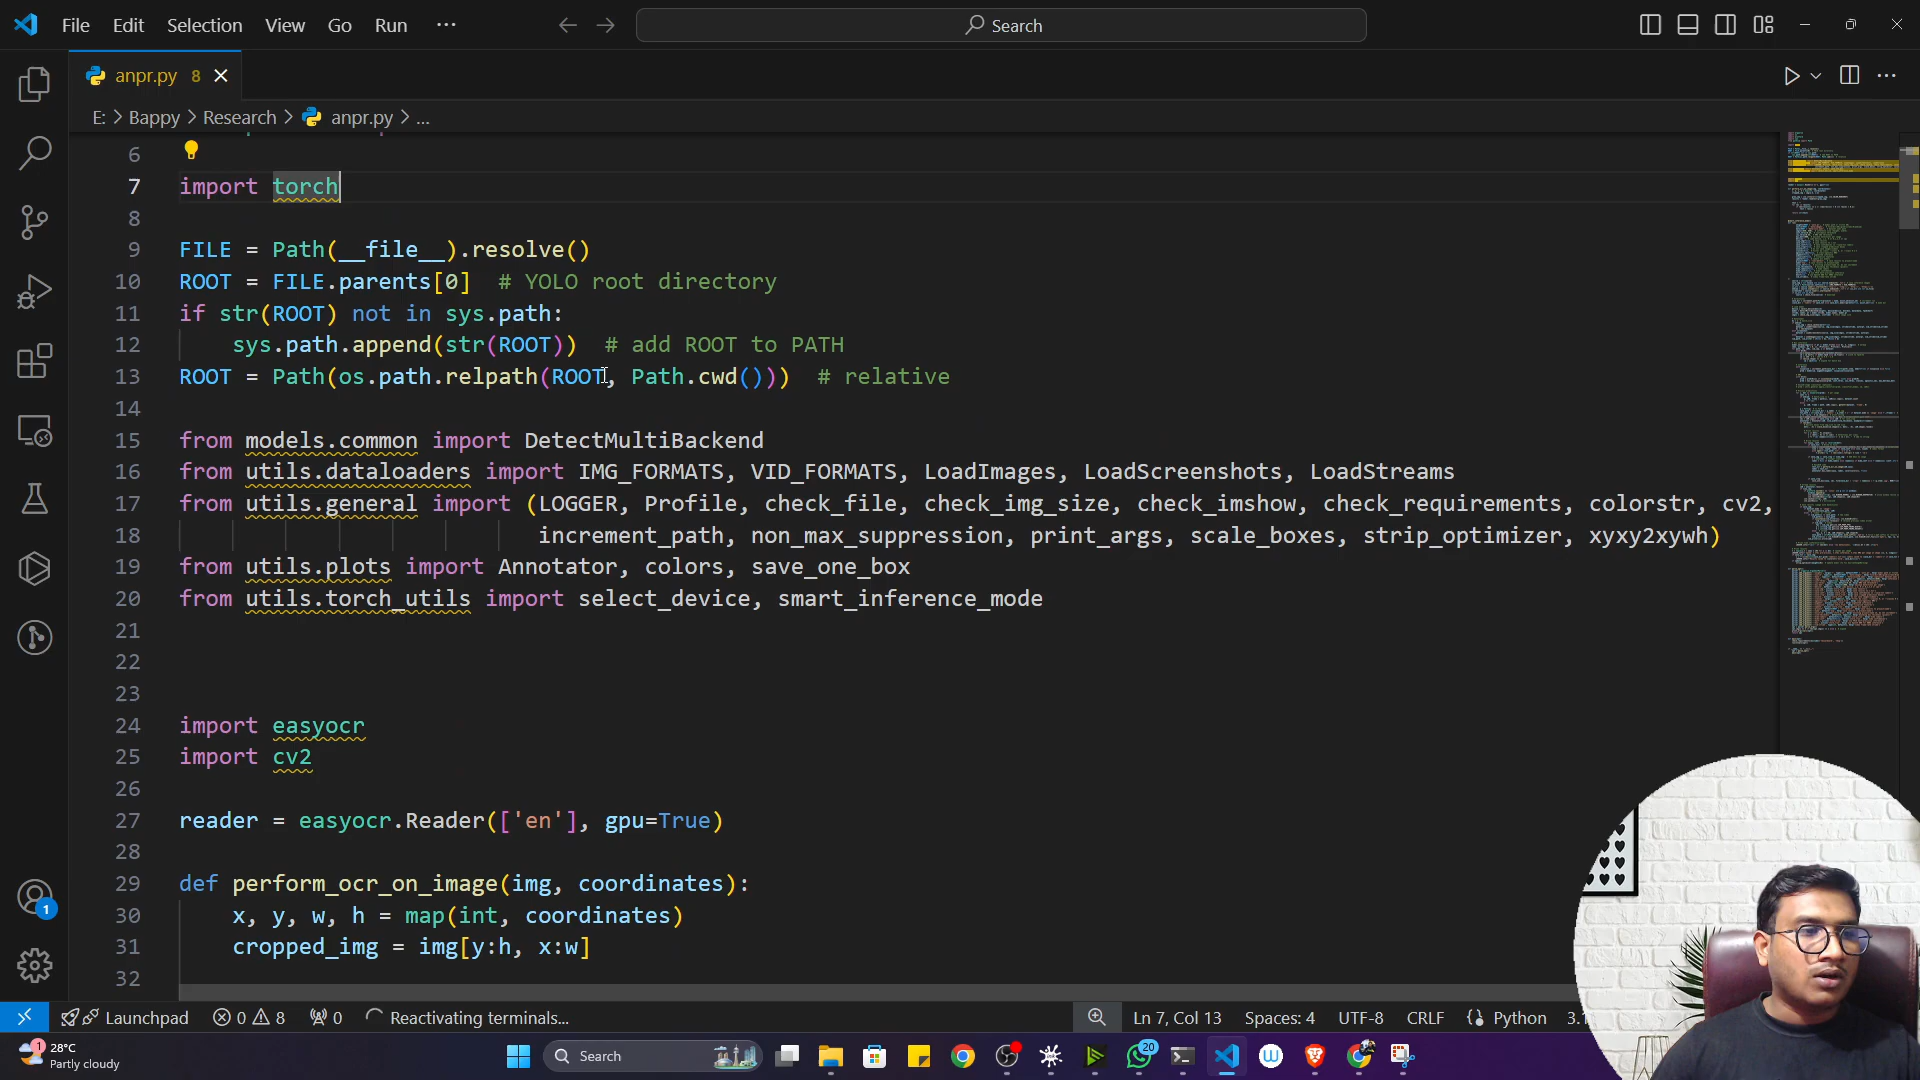 File Edit Selection View Go Run ··· Search
anpr.py 8
E: > Bappy > Research > anpr.py > ...
6
7 import torch
8
9 FILE = Path(__file__).resolve()
10 ROOT = FILE.parents[0]  # YOLO root directory
11 if str(ROOT) not in sys.path:
12 sys.path.append(str(ROOT))  # add ROOT to PATH
13 ROOT = Path(os.path.relpath(ROOT, Path.cwd()))  # relative
14
15 from models.common import DetectMultiBackend
16 from utils.dataloaders import IMG_FORMATS, VID_FORMATS, LoadImages, LoadScreenshots, LoadStreams
17 from utils.general import (LOGGER, Profile, check_file, check_img_size, check_imshow, check_requirements, colorstr, cv2,
18 increment_path, non_max_suppression, print_args, scale_boxes, strip_optimizer, xyxy2xywh)
19 from utils.plots import Annotator, colors, save_one_box
20 from utils.torch_utils import select_device, smart_inference_mode
21
22
23
24 import easyocr
25 import cv2
26
27 reader = easyocr.Reader(['en'], gpu=True)
28
29 def perform_ocr_on_image(img, coordinates):
30 x, y, w, h = map(int, coordinates)
31 cropped_img = img[y:h, x:w]
32
1
Launchpad 0 8 0 Reactivating terminals... Ln 7, Col 13 Spaces: 4 UTF-8 CRLF Python 3.1
1 28°C Search 20
Partly cloudy